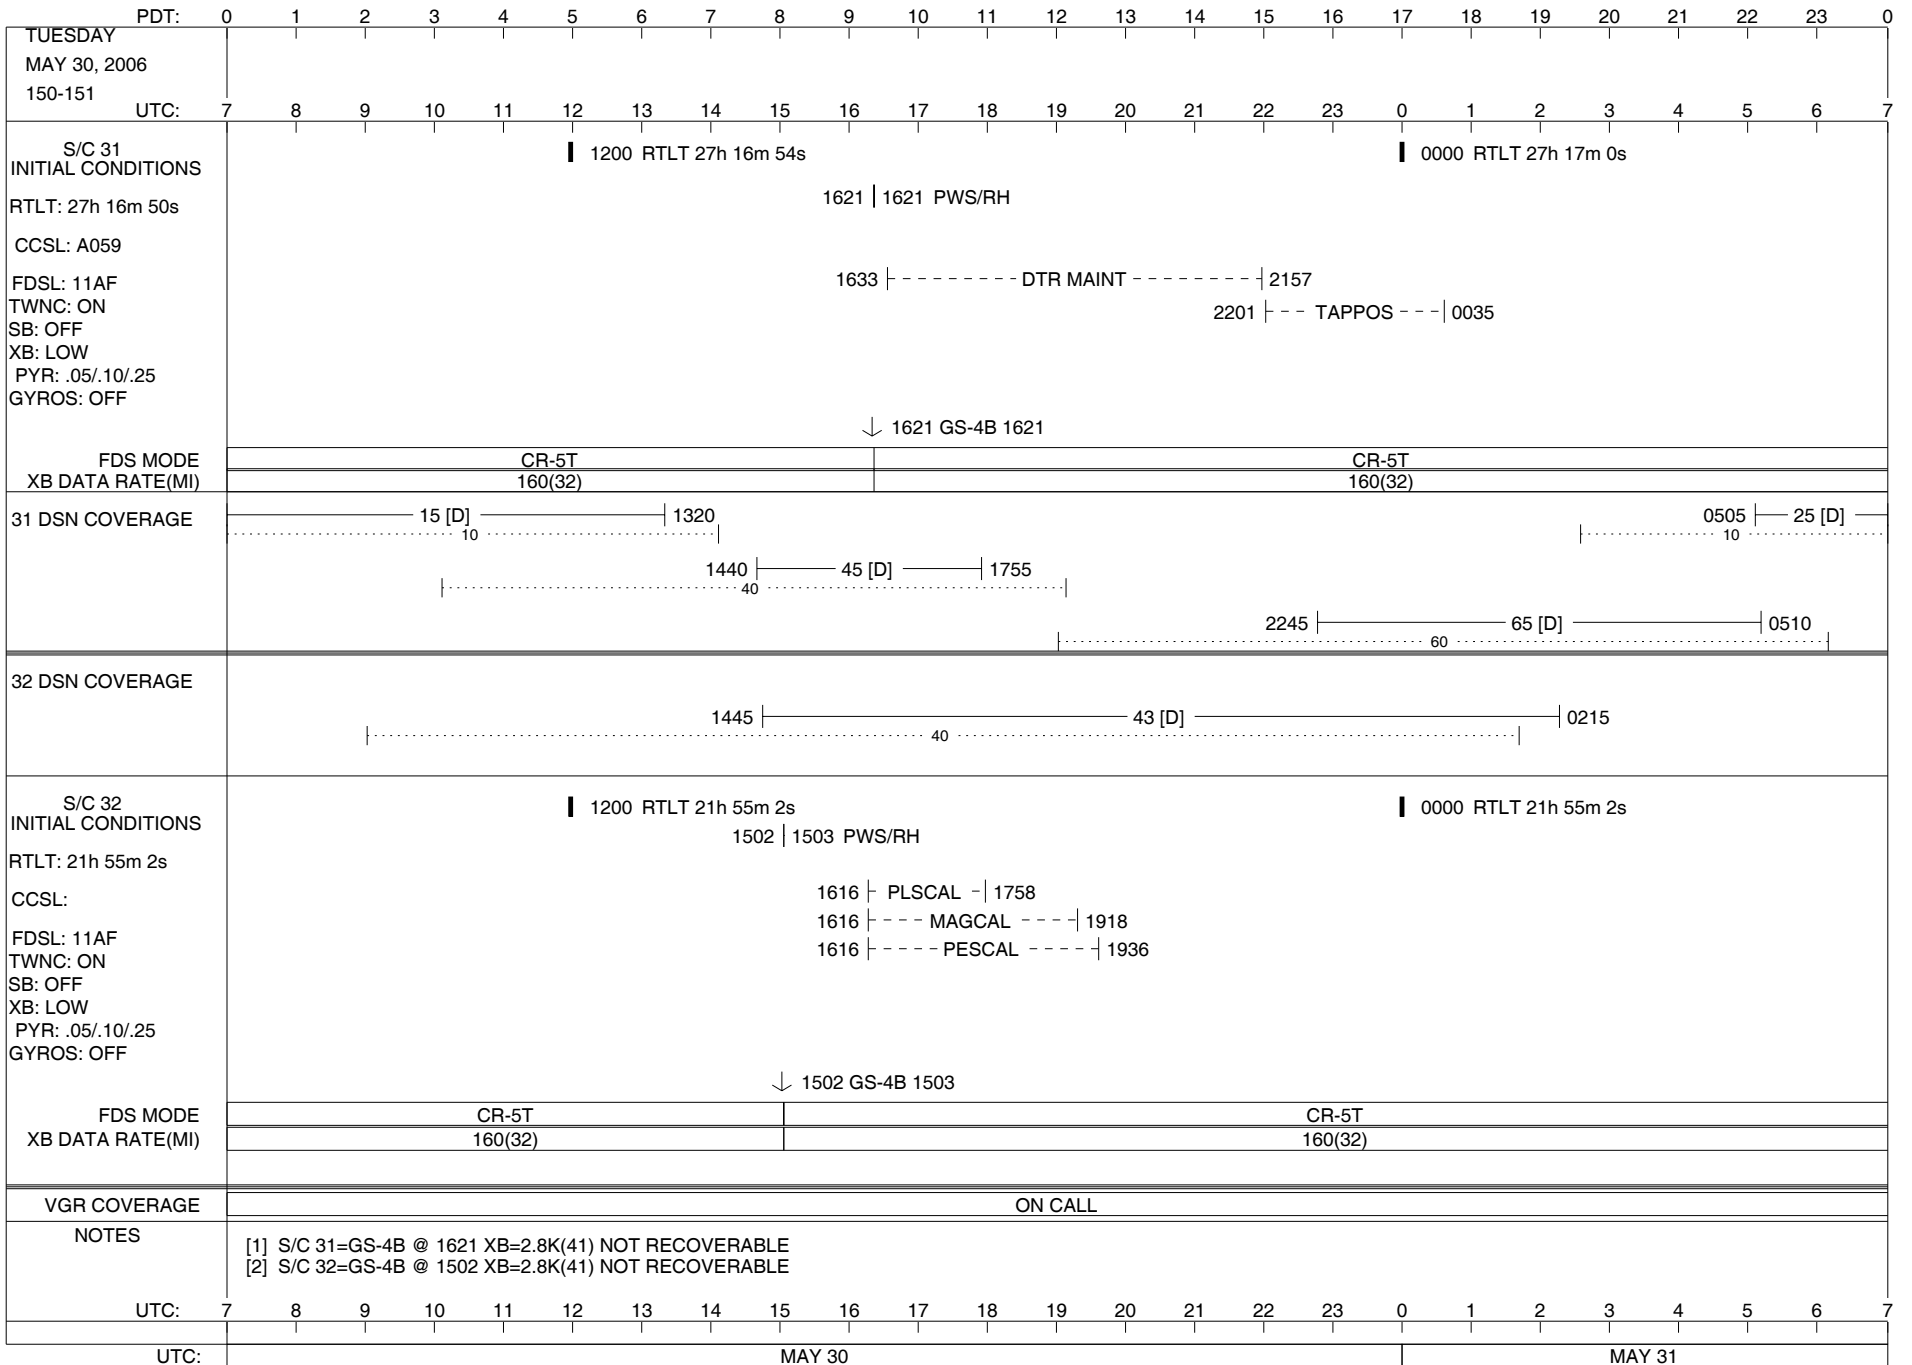 PDT: 0 1 2 3 4 5 6 7 8 9 10 11 12 13 14 15 16 17 18 19 20 21 22 23 0
TUESDAY
MAY 30, 2006
150-151
UTC: 7 8 9 10 11 12 13 14 15 16 17 18 19 20 21 22 23 0 1 2 3 4 5 6 7
S/C 31
INITIAL CONDITIONS
1200 RTLT 27h 16m 54s
0000 RTLT 27h 17m 0s
RTLT: 27h 16m 50s
1621 1621 PWS/RH
CCSL: A059
FDSL: 11AF
1633 DTR MAINT 2157
TWNC: ON
2201 TAPPOS 0035
SB: OFF
XB: LOW
PYR: .05/.10/.25
GYROS: OFF
1621 GS-4B 1621
FDS MODE CR-5T CR-5T
XB DATA RATE(MI) 160(32) 160(32)
31 DSN COVERAGE
15 [D] 1320
0505 25 [D]
10
10
1440 45 [D] 1755
40
2245 65 [D] 0510
60
32 DSN COVERAGE
1445 43 [D] 0215
40
S/C 32
INITIAL CONDITIONS
1200 RTLT 21h 55m 2s
0000 RTLT 21h 55m 2s
1502 1503 PWS/RH
RTLT: 21h 55m 2s
CCSL:
1616 PLSCAL 1758
1616 MAGCAL 1918
1616 PESCAL 1936
FDSL: 11AF
TWNC: ON
SB: OFF
XB: LOW
PYR: .05/.10/.25
GYROS: OFF
1502 GS-4B 1503
FDS MODE CR-5T CR-5T
XB DATA RATE(MI) 160(32) 160(32)
VGR COVERAGE ON CALL
NOTES
[1] S/C 31=GS-4B @ 1621 XB=2.8K(41) NOT RECOVERABLE
[2] S/C 32=GS-4B @ 1502 XB=2.8K(41) NOT RECOVERABLE
UTC: 7 8 9 10 11 12 13 14 15 16 17 18 19 20 21 22 23 0 1 2 3 4 5 6 7
UTC: MAY 30 MAY 31